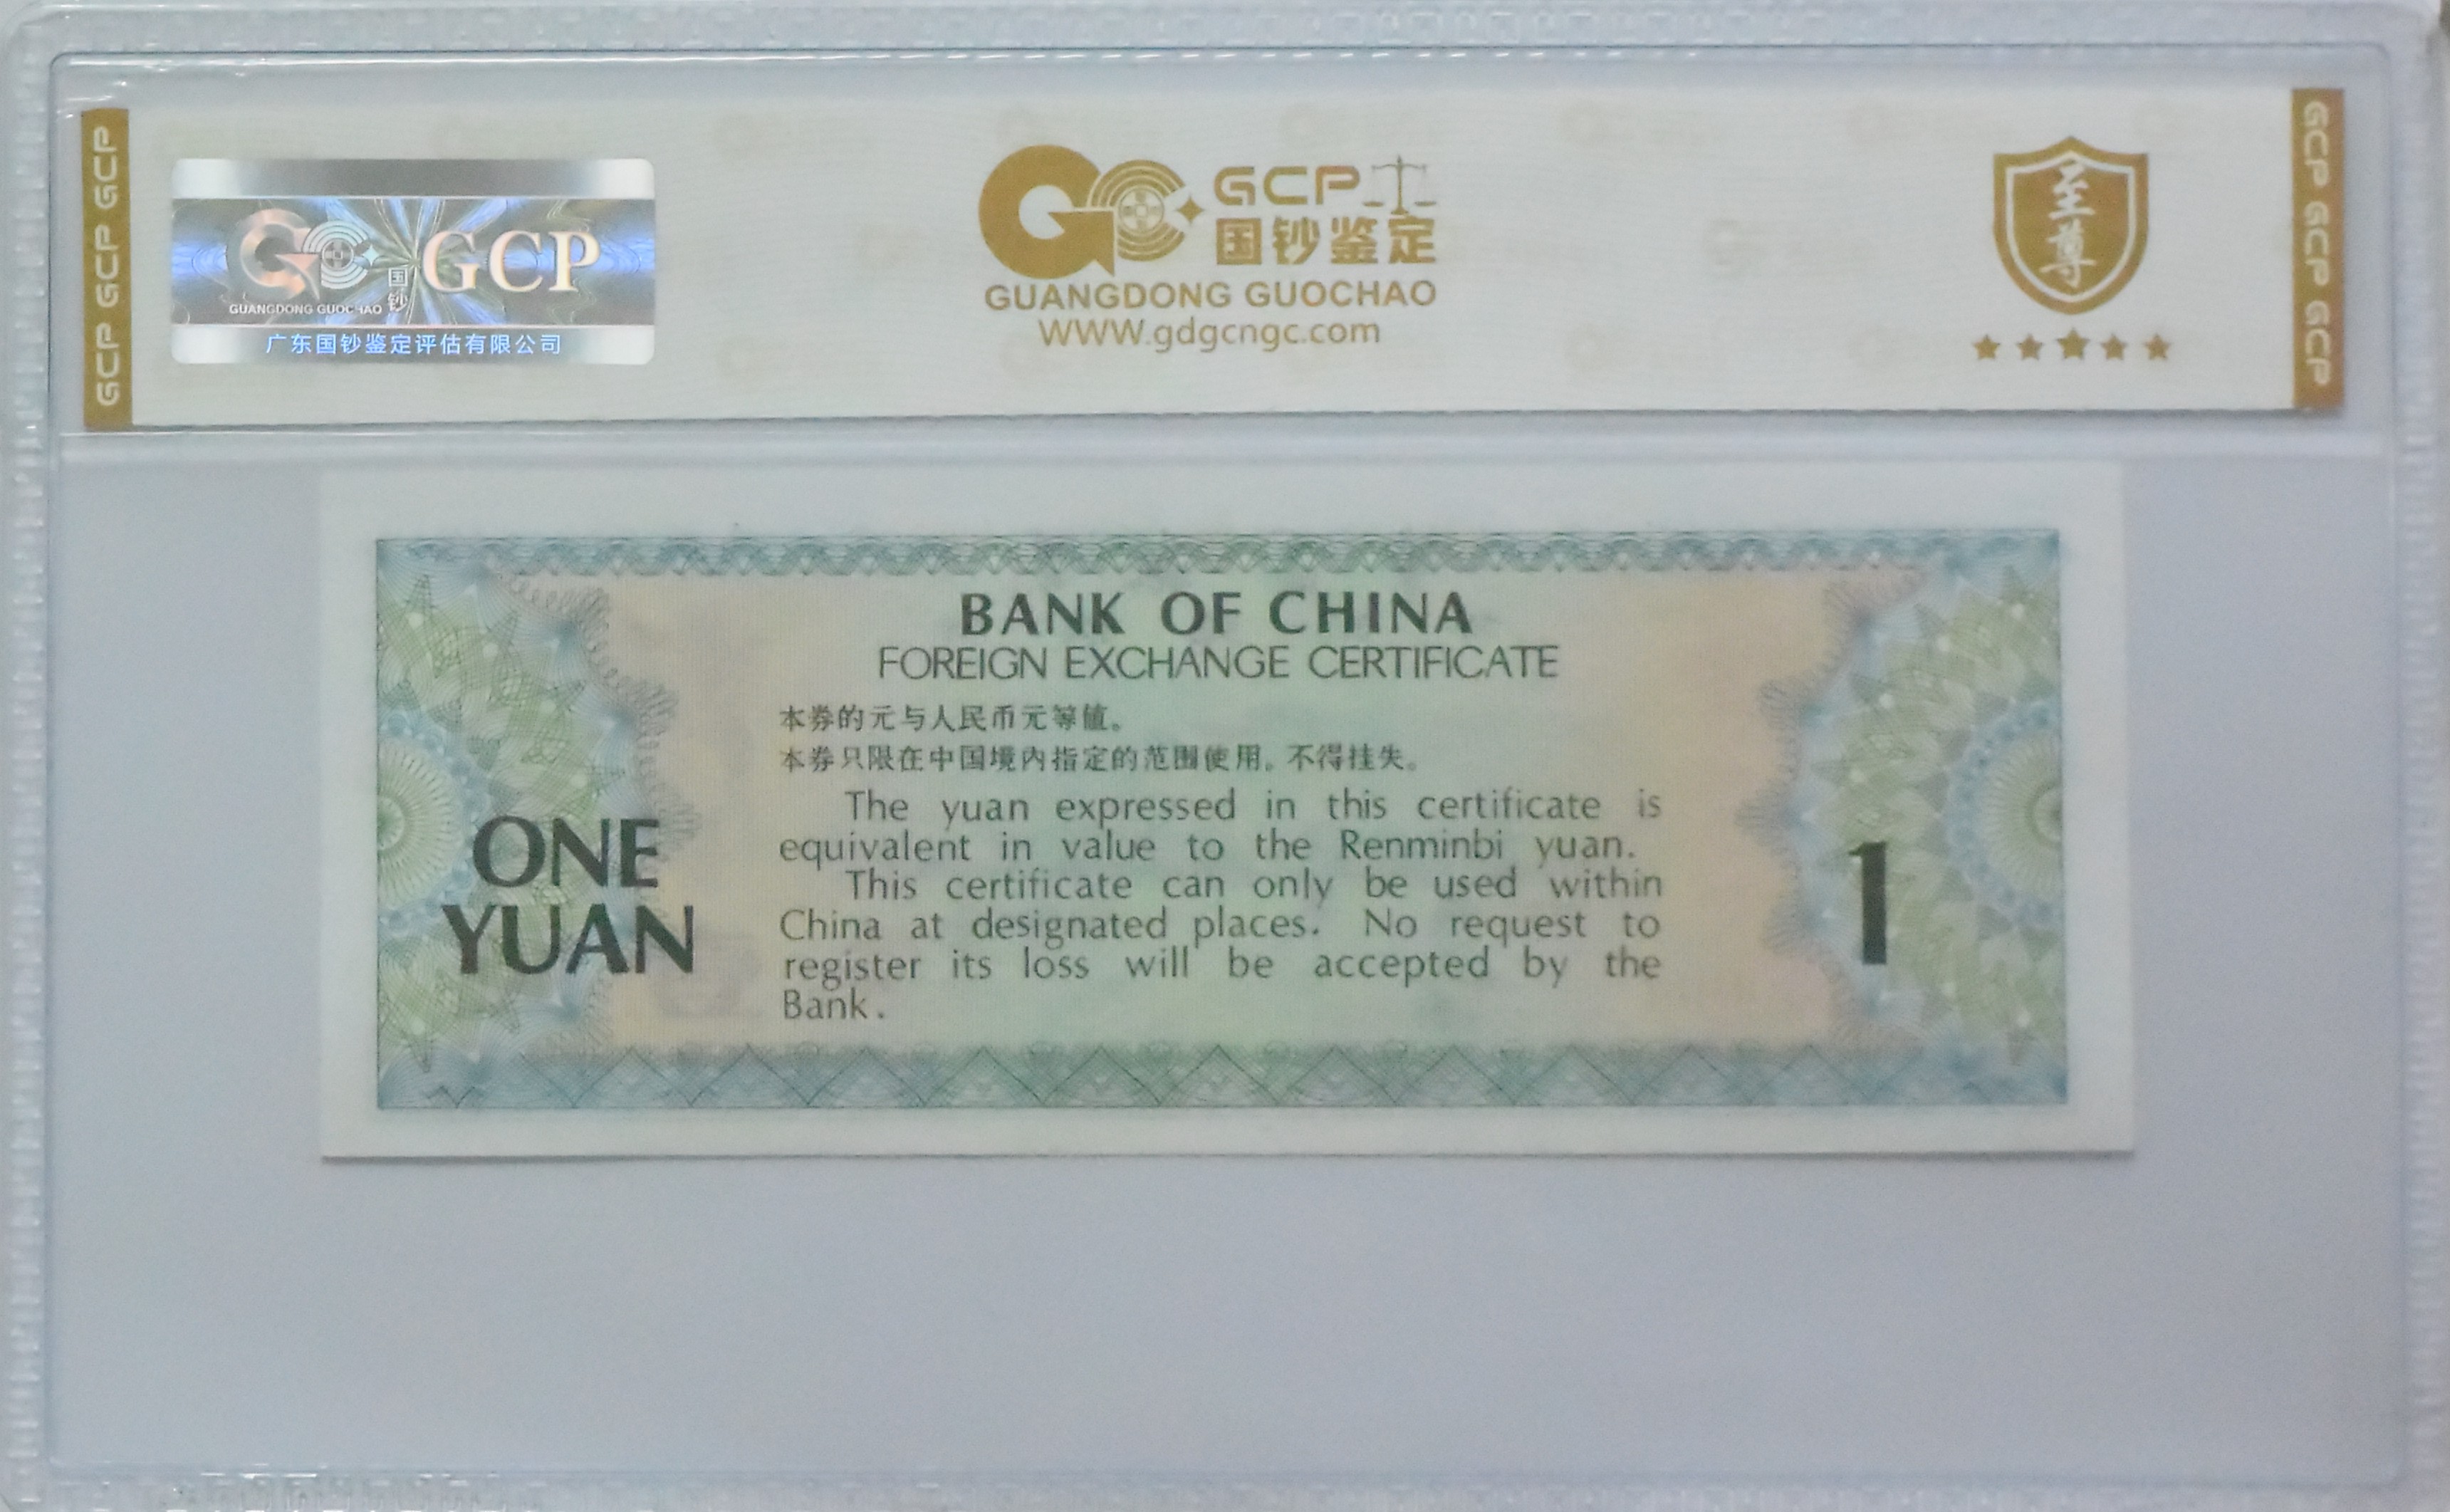 GCP GCP GCP
GUANGDONG GUOCHAO
国钞
GCP
广东国钞鉴定评估有限公司
GCP
国钞鉴定
GUANGDONG GUOCHAO
WWW.gdgcngc.com
至尊
GCP GCP GCP
BANK OF CHINA
FOREIGN EXCHANGE CERTIFICATE
本券的元与人民币元等值。
本券只限在中国境内指定的范围使用。不得挂失。
The yuan expressed in this certificate is
equivalent in value to the Renminbi yuan.
This certificate can only be used within
China at designated places. No request to
register its loss will be accepted by the
Bank.
ONE
YUAN
1